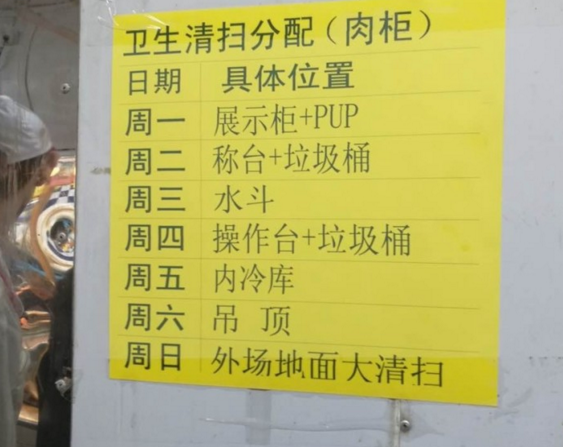 卫生清扫分配（肉柜）
日期 具体位置
周一 展示柜+PUP
周二 称台+垃圾桶
周三 水斗
周四 操作台+垃圾桶
周五 内冷库
周六 吊 顶
周日 外场地面大清扫